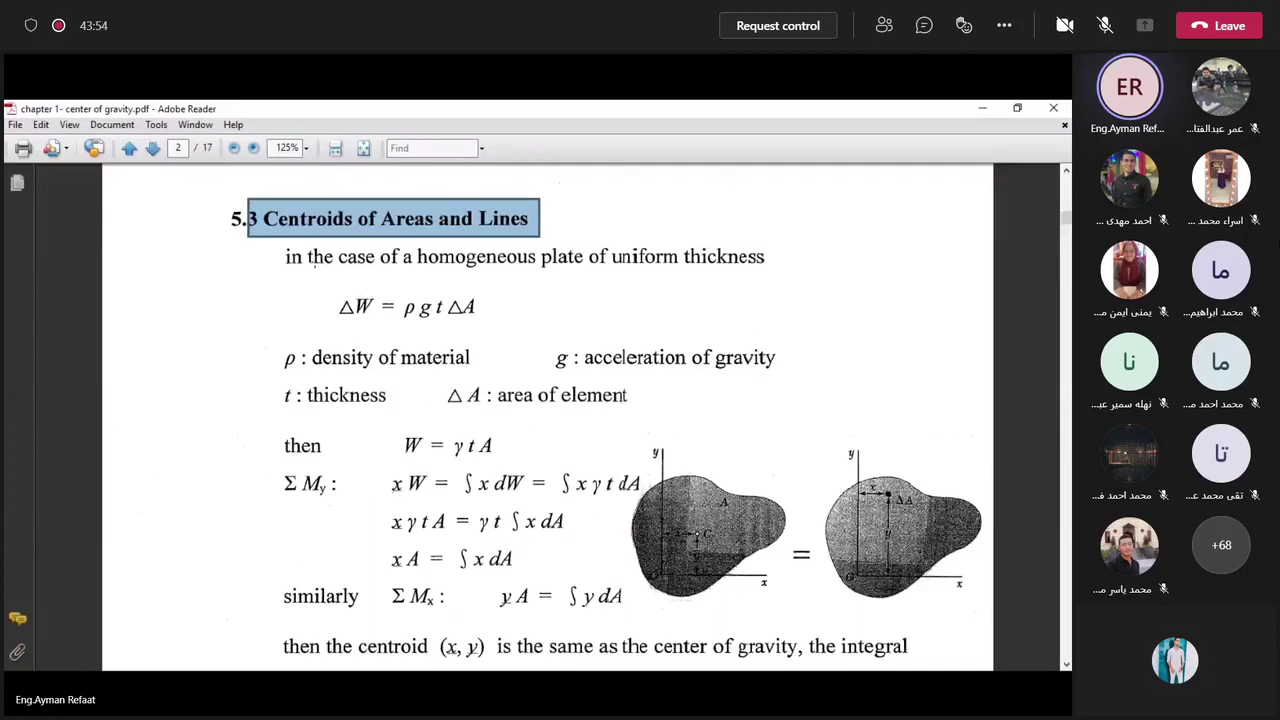 43:54
Request control
Leave
chapter 1- center of gravity.pdf - Adobe Reader
File Edit View Document Tools Window Help
2 / 17 125% Find
5.3 Centroids of Areas and Lines
in the case of a homogeneous plate of uniform thickness
△W = ρ g t △A
ρ : density of material g : acceleration of gravity
t : thickness △ A : area of element
then W = γ t A
Σ My : x W = ∫ x dW = ∫ x γ t dA
x γ t A = γ t ∫ x dA
x A = ∫ x dA
similarly Σ Mx : y A = ∫ y dA
y
A
C
x
=
y
ΔA
y
x
then the centroid (x, y) is the same as the center of gravity, the integral
Eng.Ayman Refaat
ER
Eng.Ayman Ref...
عمر عبدالفتا...
احمد مهدي ...
اسراء محمد ...
يمنى ايمن م...
ما
محمد ابراهيم...
نا
نهله سمير عب...
ما
محمد احمد م...
محمد احمد ف...
تا
تقى محمد ع...
محمد ياسر م...
+68